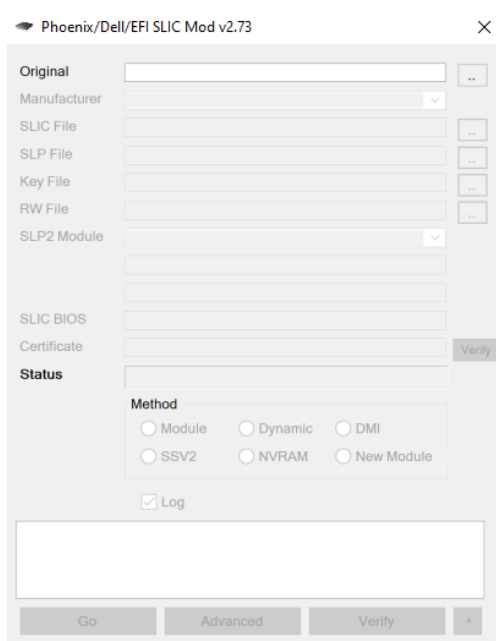 Phoenix/Dell/EFI SLIC Mod v2.73
Original ..
Manufacturer
SLIC File ..
SLP File ..
Key File ..
RW File ..
SLP2 Module
SLIC BIOS
Certificate Verify
Status
Method
Module Dynamic DMI
SSV2 NVRAM New Module
Log
Go Advanced Verify *